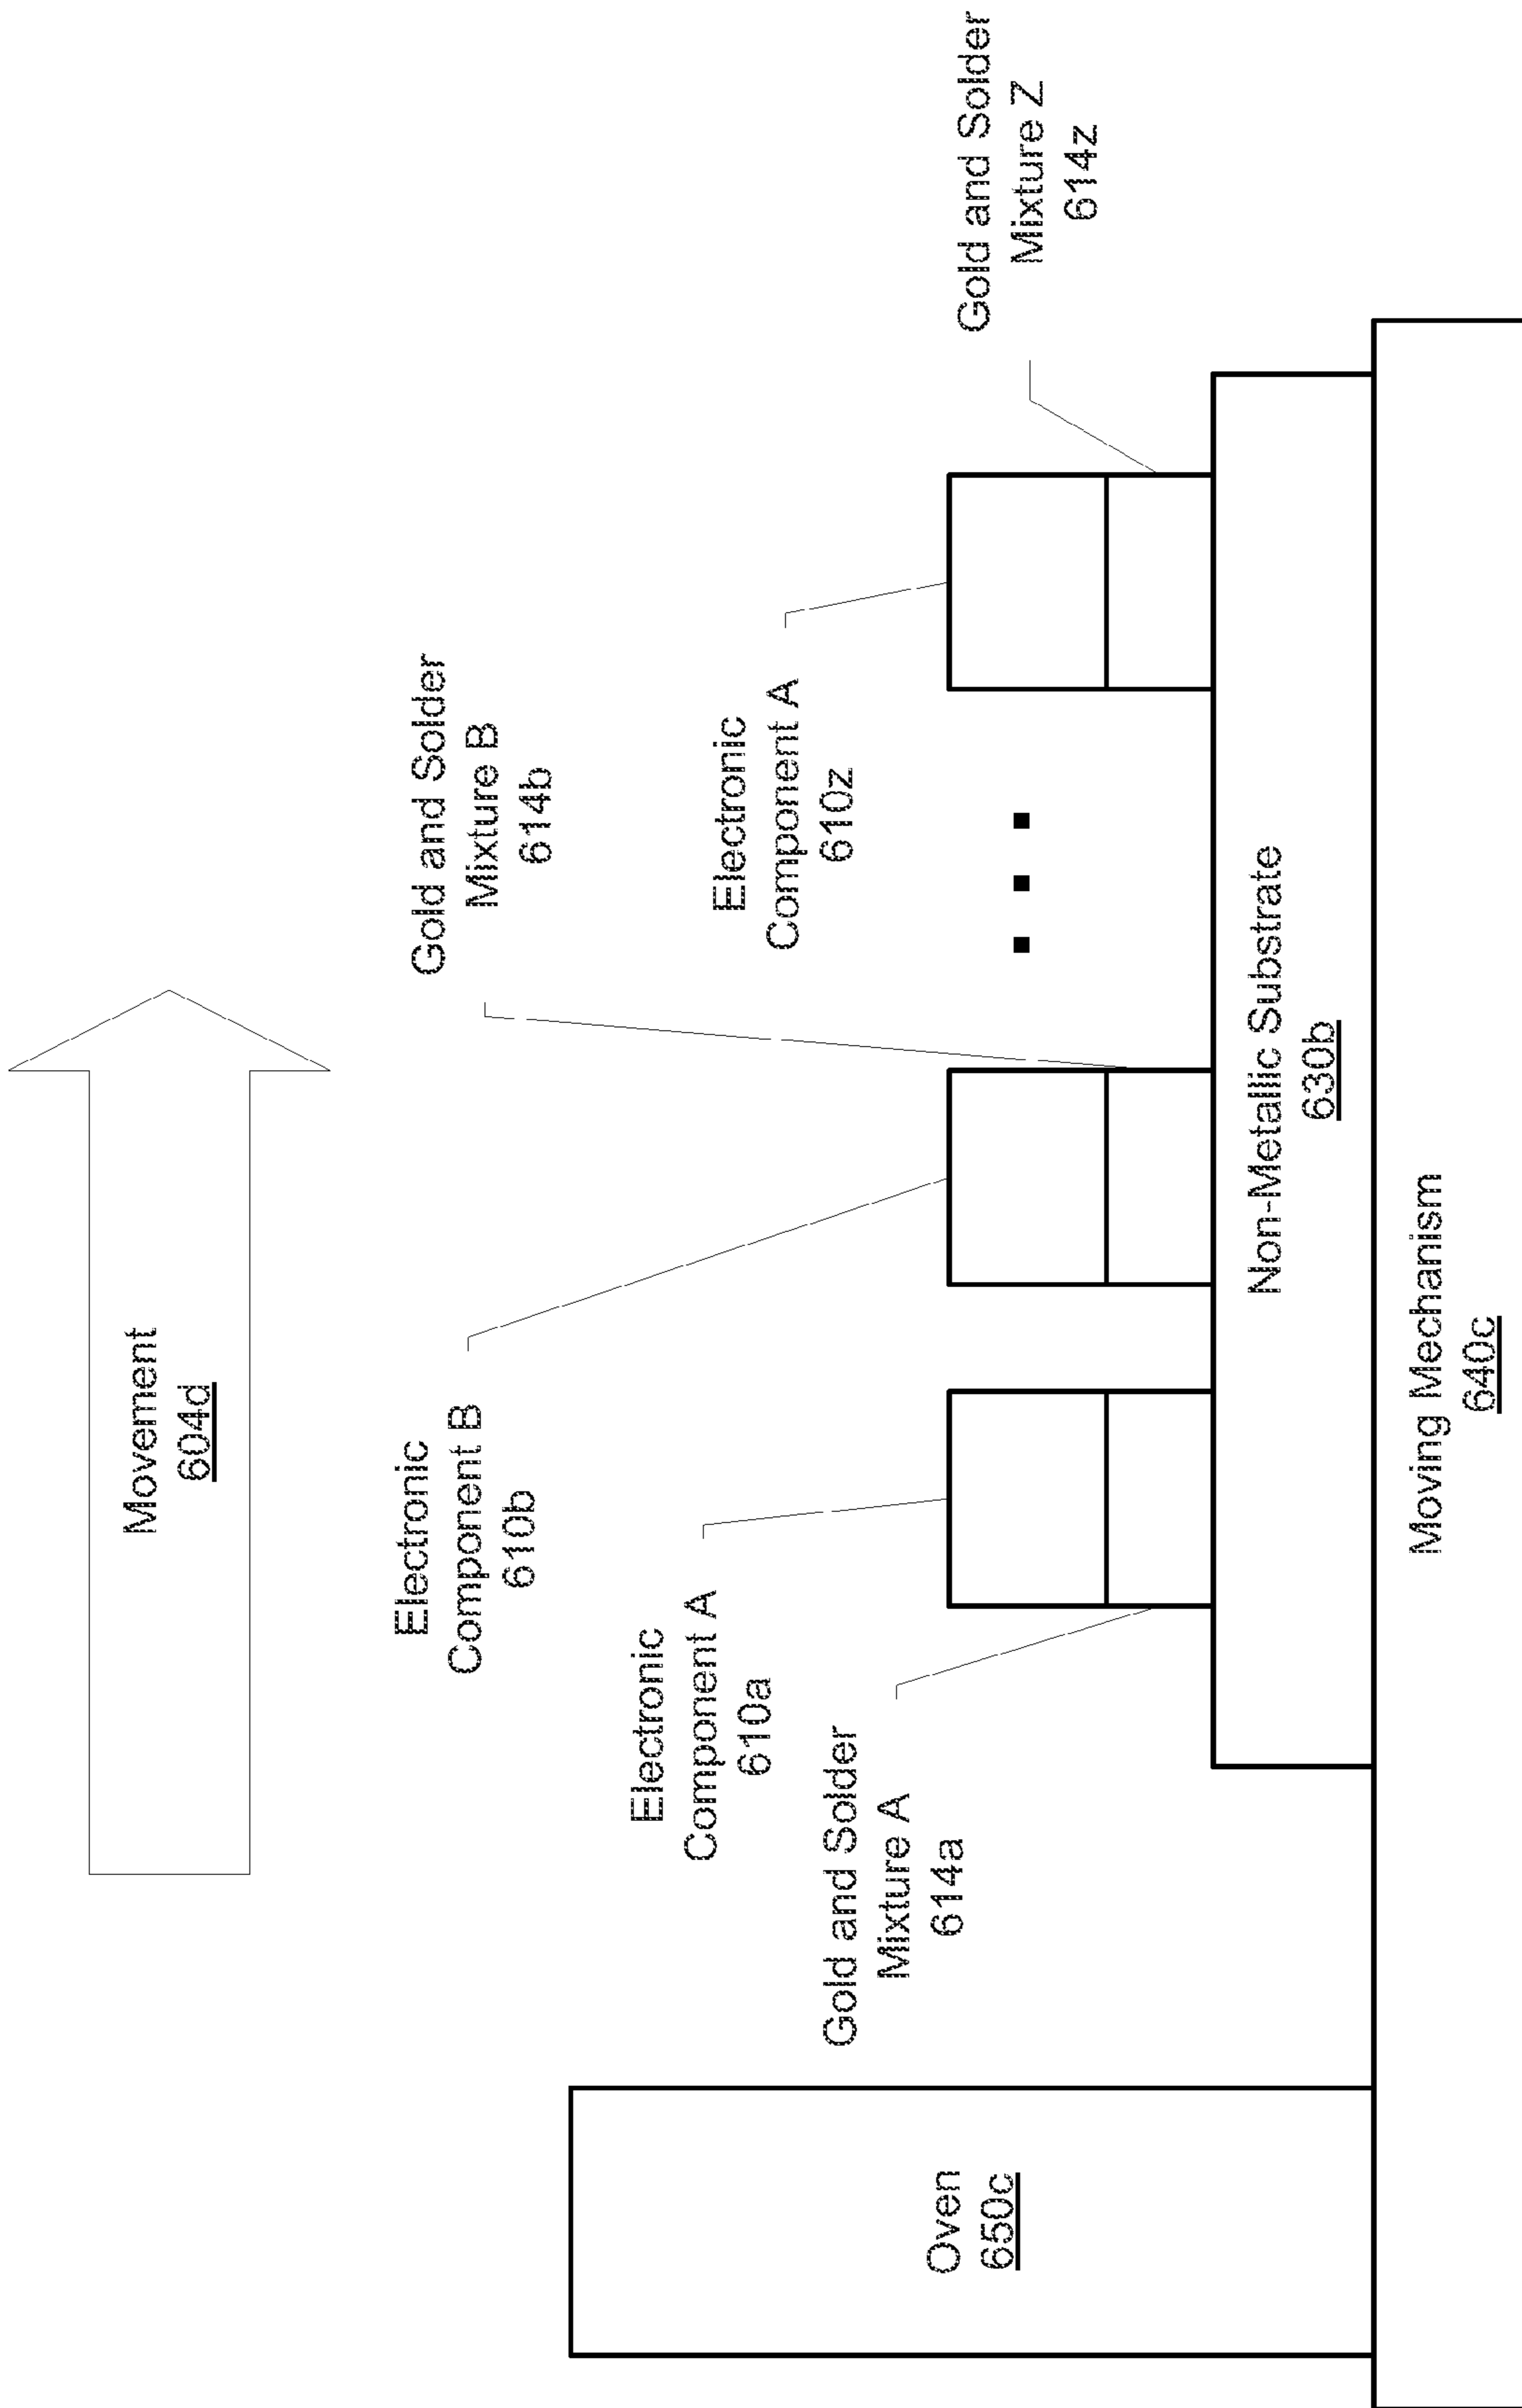 Movement
604d
Gold and Solder
Mixture B
614b
Electronic
Component B
610b
Electronic
Component A
610a
Electronic
Component A
610z
Gold and Solder
Mixture A
614a
Gold and Solder
Mixture Z
614z
Oven
650c
Non-Metallic Substrate
630b
Moving Mechanism
640c